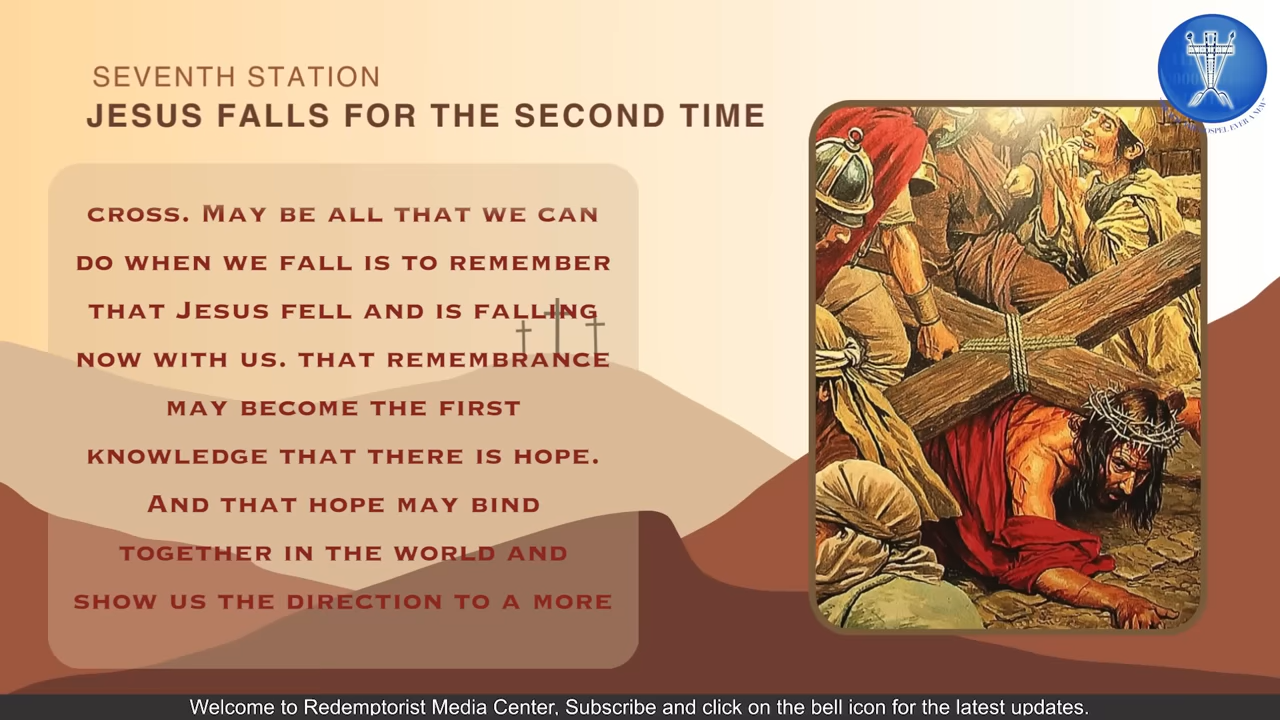 SEVENTH STATION
JESUS FALLS FOR THE SECOND TIME
CROSS. MAY BE ALL THAT WE CAN
DO WHEN WE FALL IS TO REMEMBER
THAT JESUS FELL AND IS FALLING
NOW WITH US. THAT REMEMBRANCE
MAY BECOME THE FIRST
KNOWLEDGE THAT THERE IS HOPE.
AND THAT HOPE MAY BIND
TOGETHER IN THE WORLD AND
SHOW US THE DIRECTION TO A MORE
Welcome to Redemptorist Media Center, Subscribe and click on the bell icon for the latest updates.